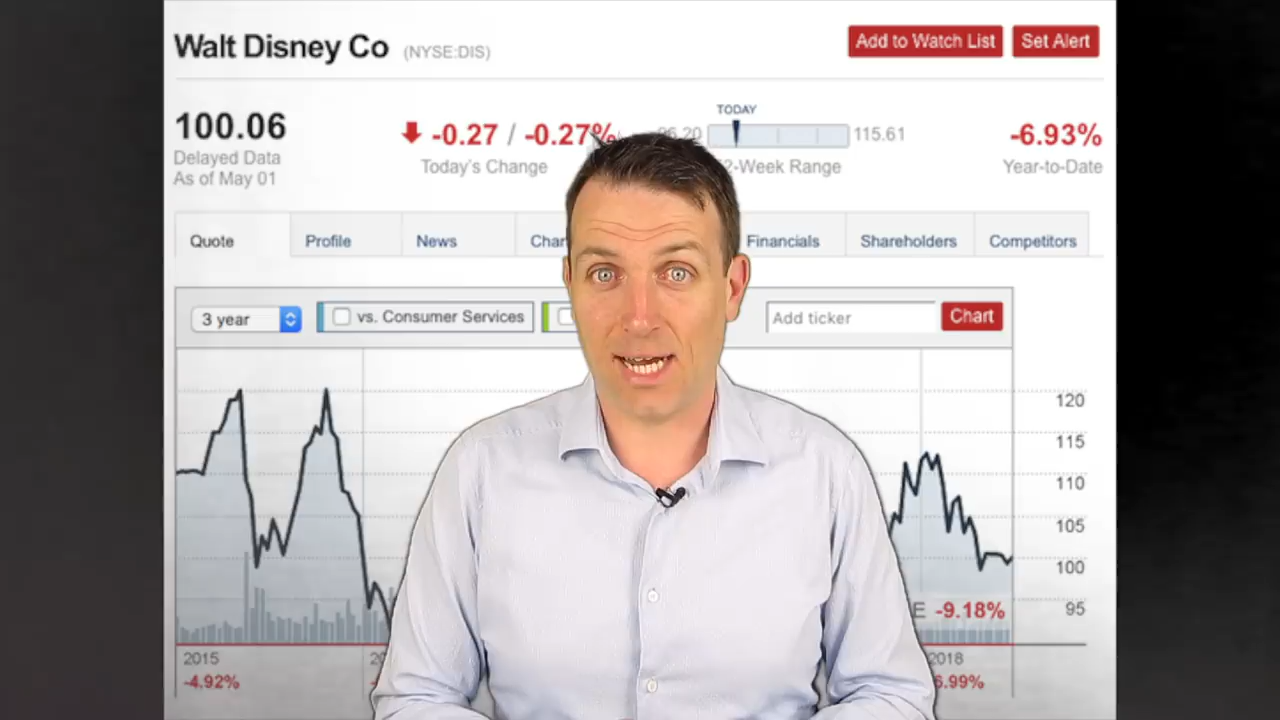 Walt Disney Co (NYSE:DIS)
Add to Watch List
Set Alert
100.06
Delayed Data
As of May 01
-0.27 / -0.27%
Today's Change
TODAY
115.61
-Week Range
-6.93%
Year-to-Date
Quote
Profile
News
Financials
Shareholders
Competitors
3 year
vs. Consumer Services
Add ticker
Chart
120
115
110
105
100
95
-9.18%
2015
2018
-4.92%
6.99%